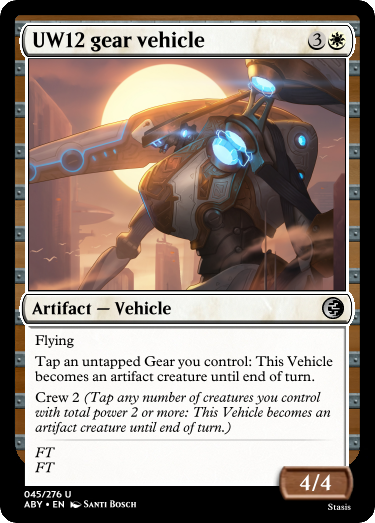 UW12 gear vehicle 3
Artifact — Vehicle
Flying
Tap an untapped Gear you control: This Vehicle
becomes an artifact creature until end of turn.
Crew 2 (Tap any number of creatures you control
with total power 2 or more: This Vehicle becomes an
artifact creature until end of turn.)
FT
FT
4/4
045/276 U
ABY • EN Santi Bosch
Stasis